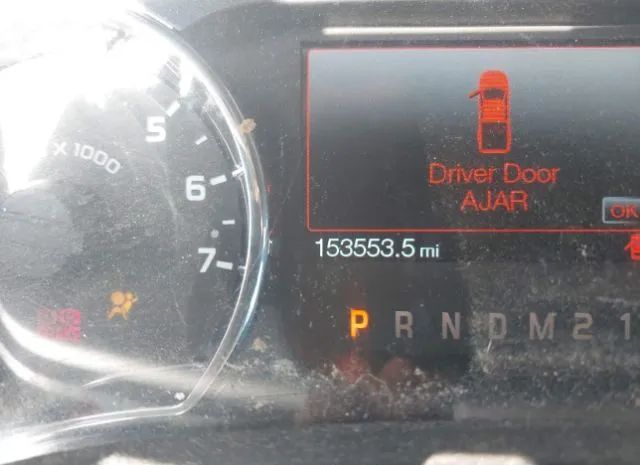 5
x 1000
6
7
Driver Door
AJAR
OK
153553.5 mi
P R N D M 2 1